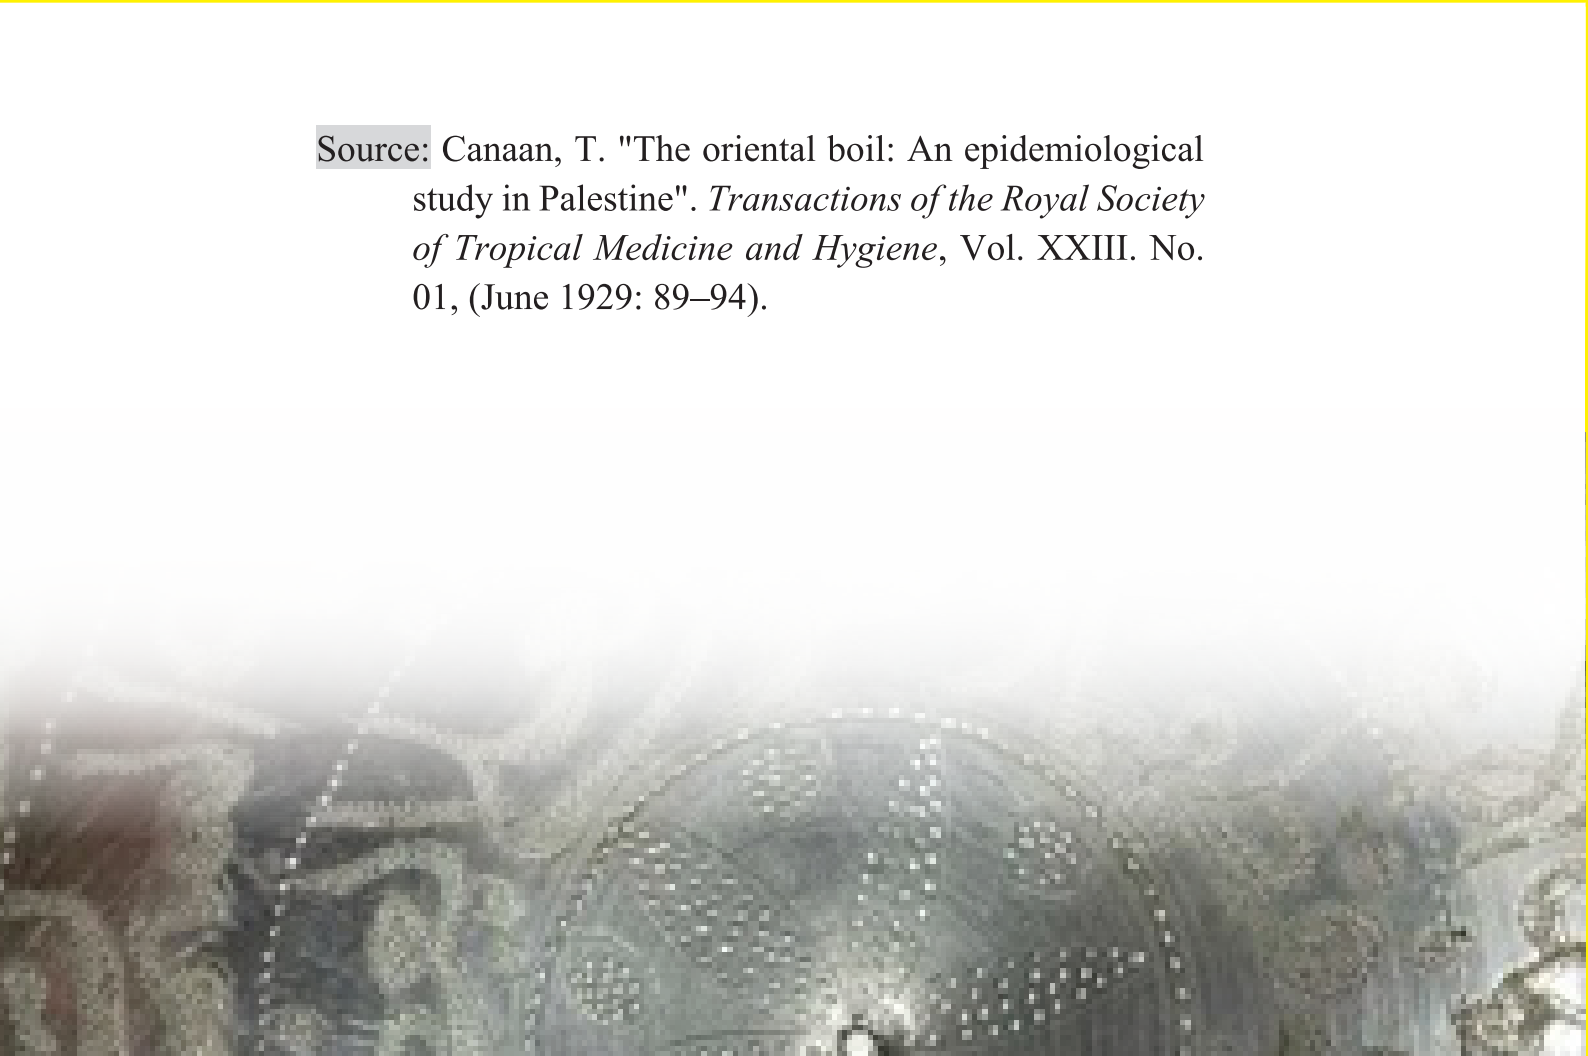 Source: Canaan, T. "The oriental boil: An epidemiological
study in Palestine". Transactions of the Royal Society
of Tropical Medicine and Hygiene, Vol. XXIII. No.
01, (June 1929: 89–94).